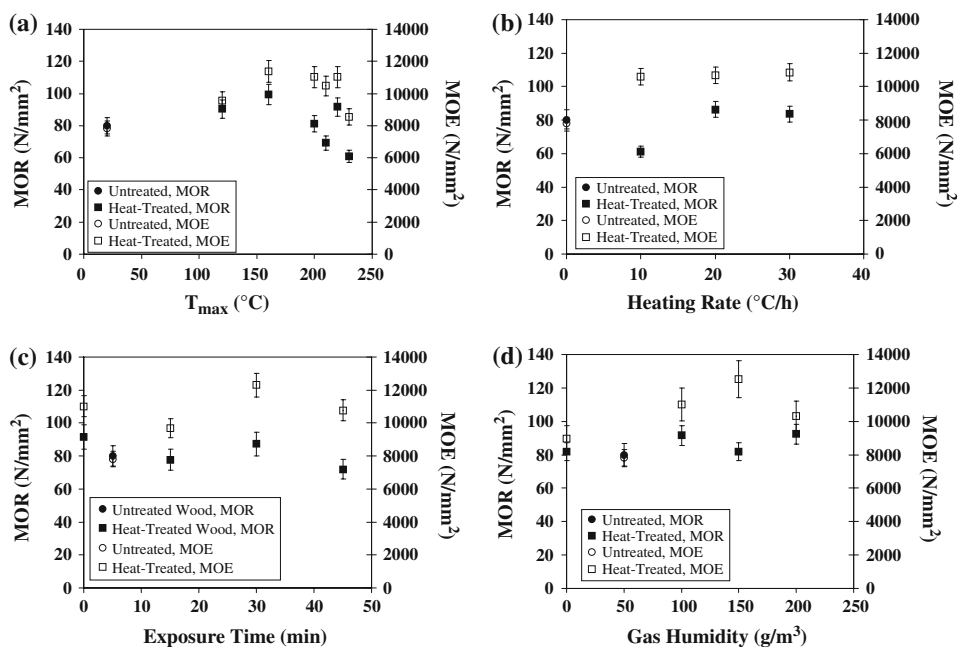 (a)
MOR (N/mm²)
140
120
100
80
60
40
20
0
Untreated, MOR
Heat-Treated, MOR
Untreated, MOE
Heat-Treated, MOE
0 50 100 150 200 250
T_max (°C)
14000
12000
10000
8000
6000
4000
2000
0
MOE (N/mm²)
(b)
MOR (N/mm²)
140
120
100
80
60
40
20
0
Untreated, MOR
Heat-Treated, MOR
Untreated, MOE
Heat-Treated, MOE
0 10 20 30 40
Heating Rate (°C/h)
14000
12000
10000
8000
6000
4000
2000
0
MOE (N/mm²)
(c)
MOR (N/mm²)
140
120
100
80
60
40
20
0
Untreated Wood, MOR
Heat-Treated Wood, MOR
Untreated, MOE
Heat-Treated, MOE
0 10 20 30 40 50
Exposure Time (min)
14000
12000
10000
8000
6000
4000
2000
0
MOE (N/mm²)
(d)
MOR (N/mm²)
140
120
100
80
60
40
20
0
Untreated, MOR
Heat-Treated, MOR
Untreated, MOE
Heat-Treated, MOE
0 50 100 150 200 250
Gas Humidity (g/m³)
14000
12000
10000
8000
6000
4000
2000
0
MOE (N/mm²)